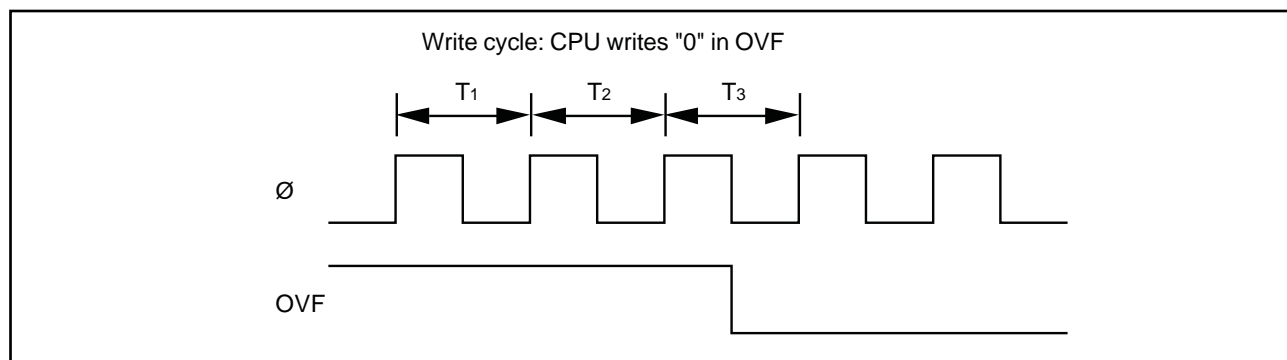 Write cycle: CPU writes "0" in OVF
T1 T2 T3
Ø
OVF